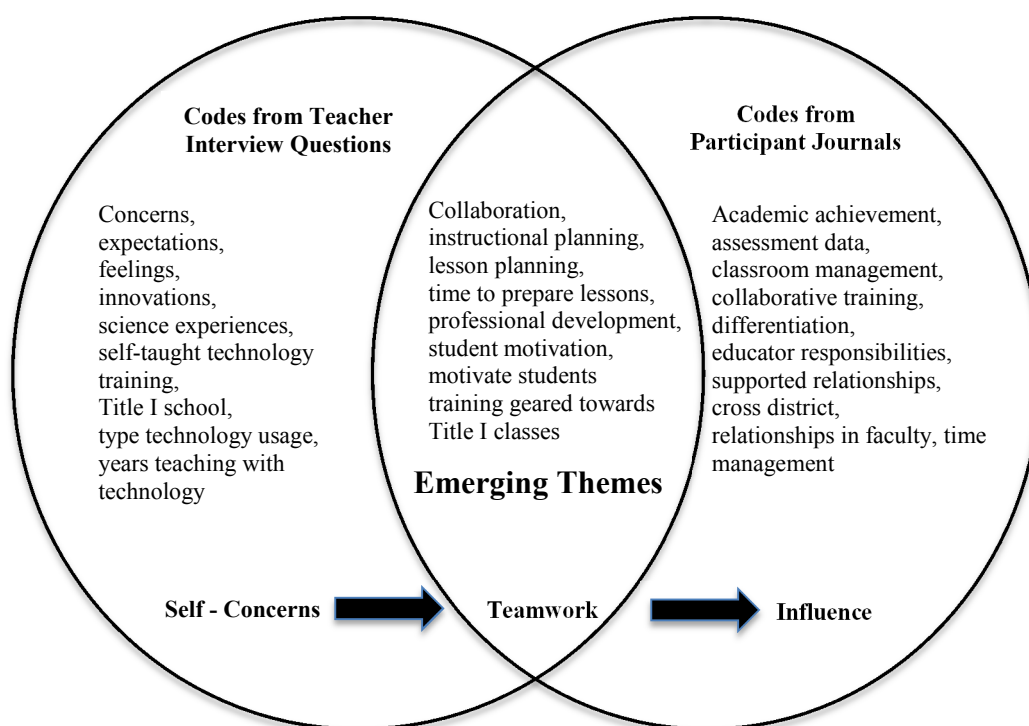 Codes from Teacher
Interview Questions
Concerns,
expectations,
feelings,
innovations,
science experiences,
self-taught technology
training,
Title I school,
type technology usage,
years teaching with
technology
Collaboration,
instructional planning,
lesson planning,
time to prepare lessons,
professional development,
student motivation,
motivate students
training geared towards
Title I classes
Emerging Themes
Codes from
Participant Journals
Academic achievement,
assessment data,
classroom management,
collaborative training,
differentiation,
educator responsibilities,
supported relationships,
cross district,
relationships in faculty, time
management
Self - Concerns
Teamwork
Influence